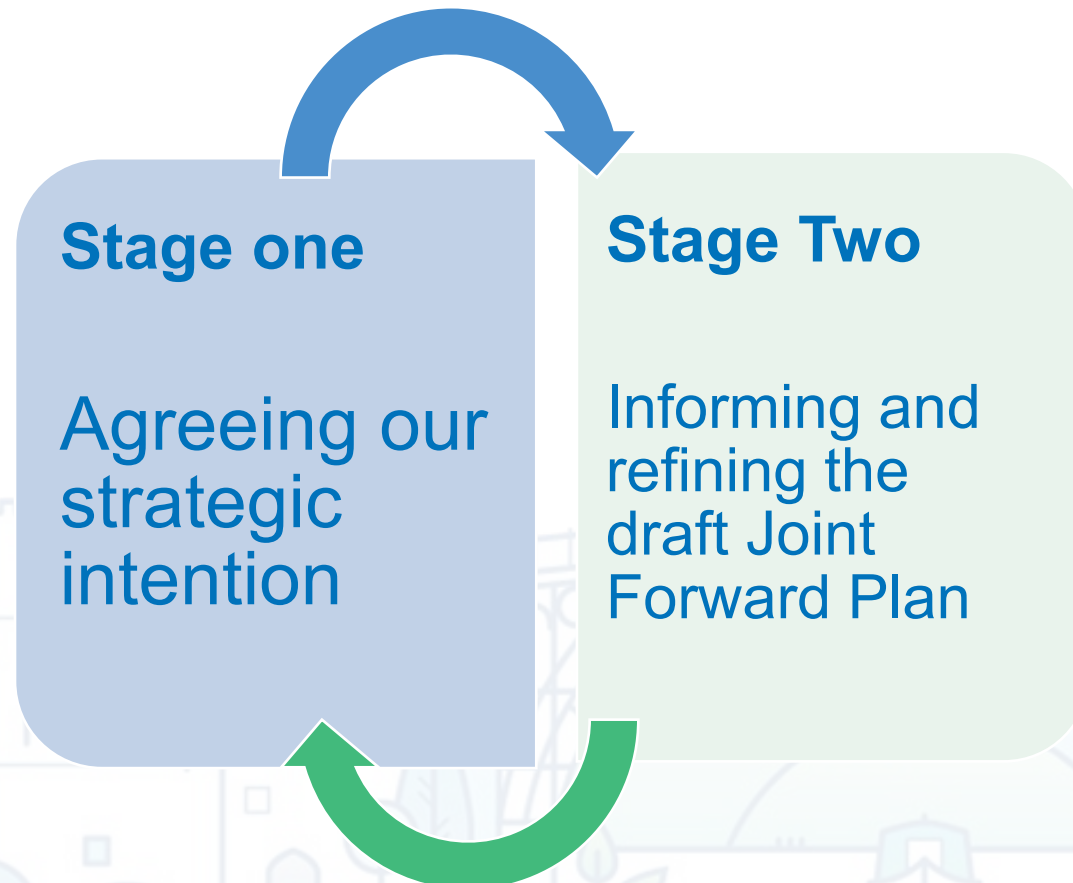 Stage one
Agreeing our
strategic
intention
Stage Two
Informing and
refining the
draft Joint
Forward Plan